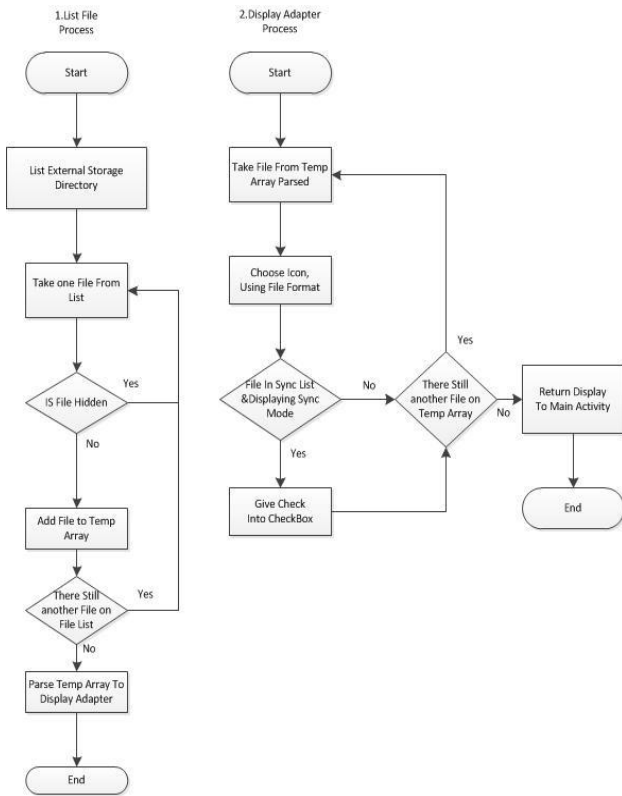 1.List File
Process
Start
List External Storage
Directory
Take one File From
List
IS File Hidden
Yes
No
Add File to Temp
Array
There Still
another File on
File List
Yes
No
Parse Temp Array To
Display Adapter
End
2.Display Adapter
Process
Start
Take File From Temp
Array Parsed
Choose Icon,
Using File Format
File In Sync List
&Displaying Sync
Mode
No
Yes
Give Check
Into CheckBox
There Still
another File on
Temp Array
Yes
No
Return Display
To Main Activity
End